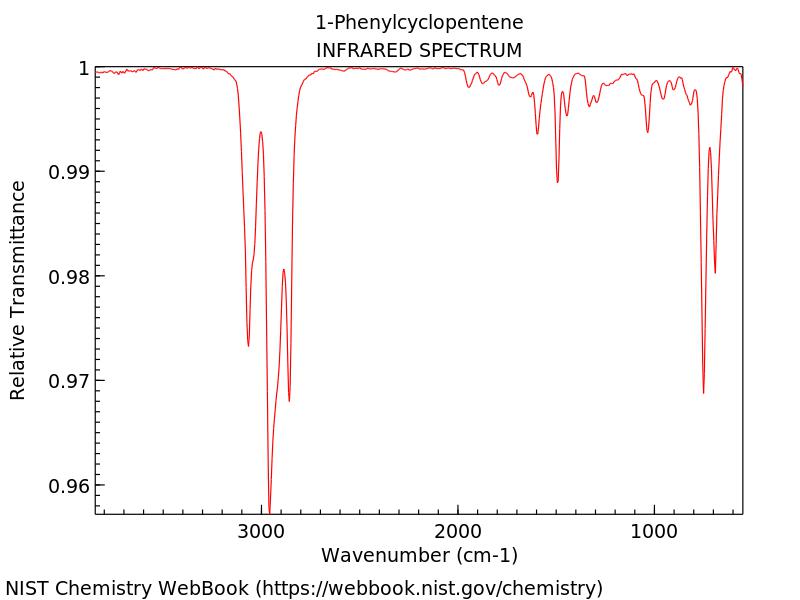 1-Phenylcyclopentene
INFRARED SPECTRUM
1
0.99
0.98
0.97
0.96
Relative Transmittance
3000
2000
1000
Wavenumber (cm-1)
NIST Chemistry WebBook (https://webbook.nist.gov/chemistry)